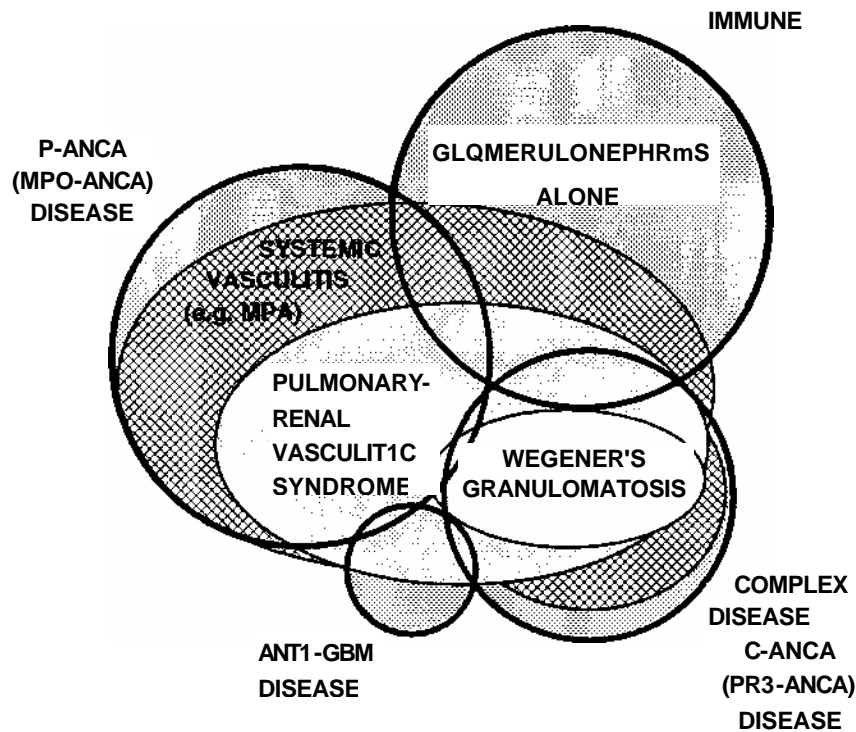 IMMUNE
P-ANCA
(MPO-ANCA)
DISEASE
GLQMERULONEPHRmS
ALONE
SYSTEMIC
VASCULITIS
(e.g. MPA)
PULMONARY-
RENAL
VASCULIT1C
SYNDROME
WEGENER'S
GRANULOMATOSIS
ANT1-GBM
DISEASE
COMPLEX
DISEASE
C-ANCA
(PR3-ANCA)
DISEASE